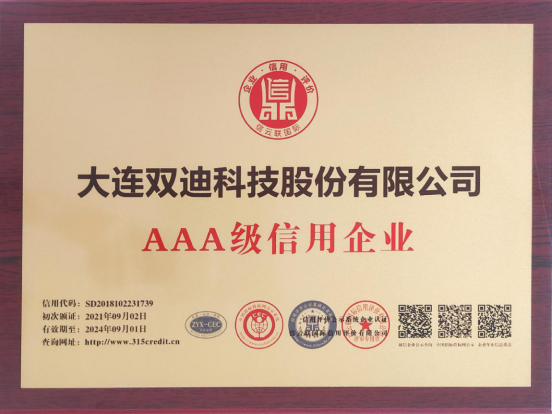 企业·信用·评价
信云联国际
大连双迪科技股份有限公司
AAA级信用企业
信用代码：SD2018102231739
初次颁证：2021年09月02日
有效期至：2024年09月01日
查询网址：http://www.315credit.cn
ZYX-CEC